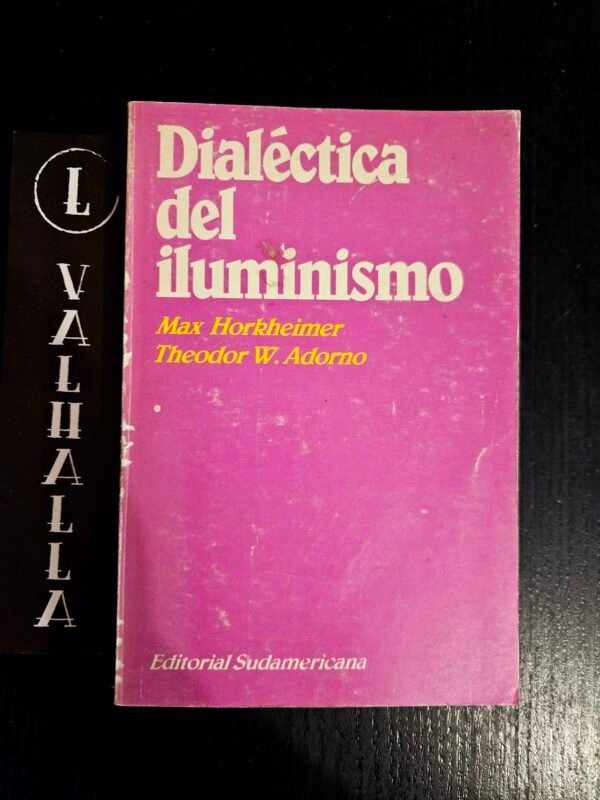 Ł
VALHALLA
Dialéctica
del
iluminismo
Max Horkheimer
Theodor W. Adorno
Editorial Sudamericana